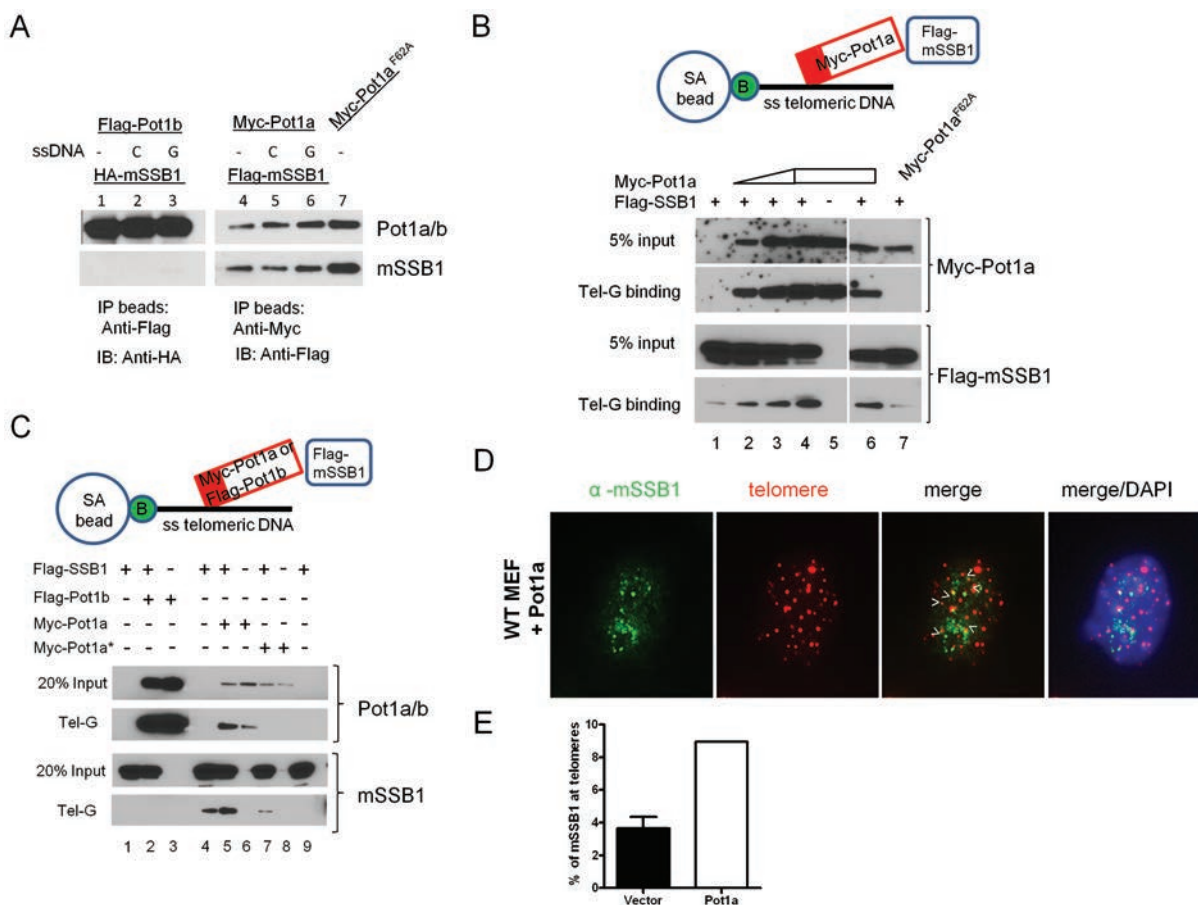 A
Flag-Pot1b
Myc-Pot1a
Myc-Pot1a F62A
ssDNA - C G - C G -
HA-mSSB1
Flag-mSSB1
1 2 3 4 5 6 7
Pot1a/b
mSSB1
IP beads:
Anti-Flag
IB: Anti-HA
IP beads:
Anti-Myc
IB: Anti-Flag
B
SA
bead
B
Myc-Pot1a
Flag-
mSSB1
ss telomeric DNA
Myc-Pot1a
Myc-Pot1aF62A
Flag-SSB1 + + + + - + +
5% input
Tel-G binding
Myc-Pot1a
5% input
Tel-G binding
Flag-mSSB1
1 2 3 4 5 6 7
C
SA
bead
B
Myc-Pot1a or
Flag-Pot1b
Flag-
mSSB1
ss telomeric DNA
Flag-SSB1 + + - + + - + - +
Flag-Pot1b - + + - - - - - -
Myc-Pot1a - - - - + + - - -
Myc-Pot1a* - - - - - - + + -
20% Input
Tel-G
Pot1a/b
20% Input
Tel-G
mSSB1
1 2 3 4 5 6 7 8 9
D
α -mSSB1
telomere
merge
merge/DAPI
WT MEF
+ Pot1a
E
% of mSSB1 at telomeres
10
8
6
4
2
0
Vector
Pot1a